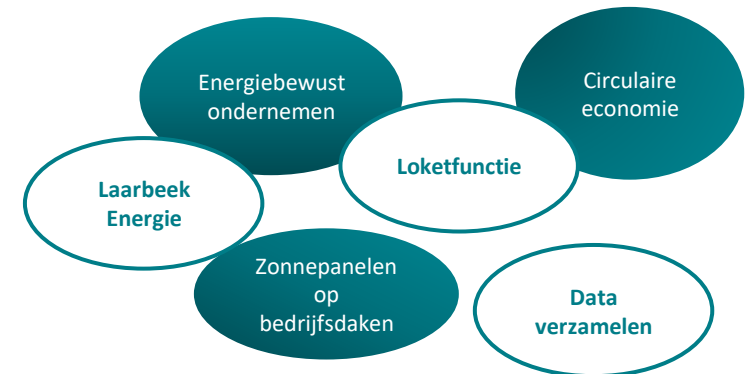 Energiebewust
ondernemen
Circulaire
economie
Loketfunctie
Laarbeek
Energie
Zonnepanelen
op
bedrijfsdaken
Data
verzamelen